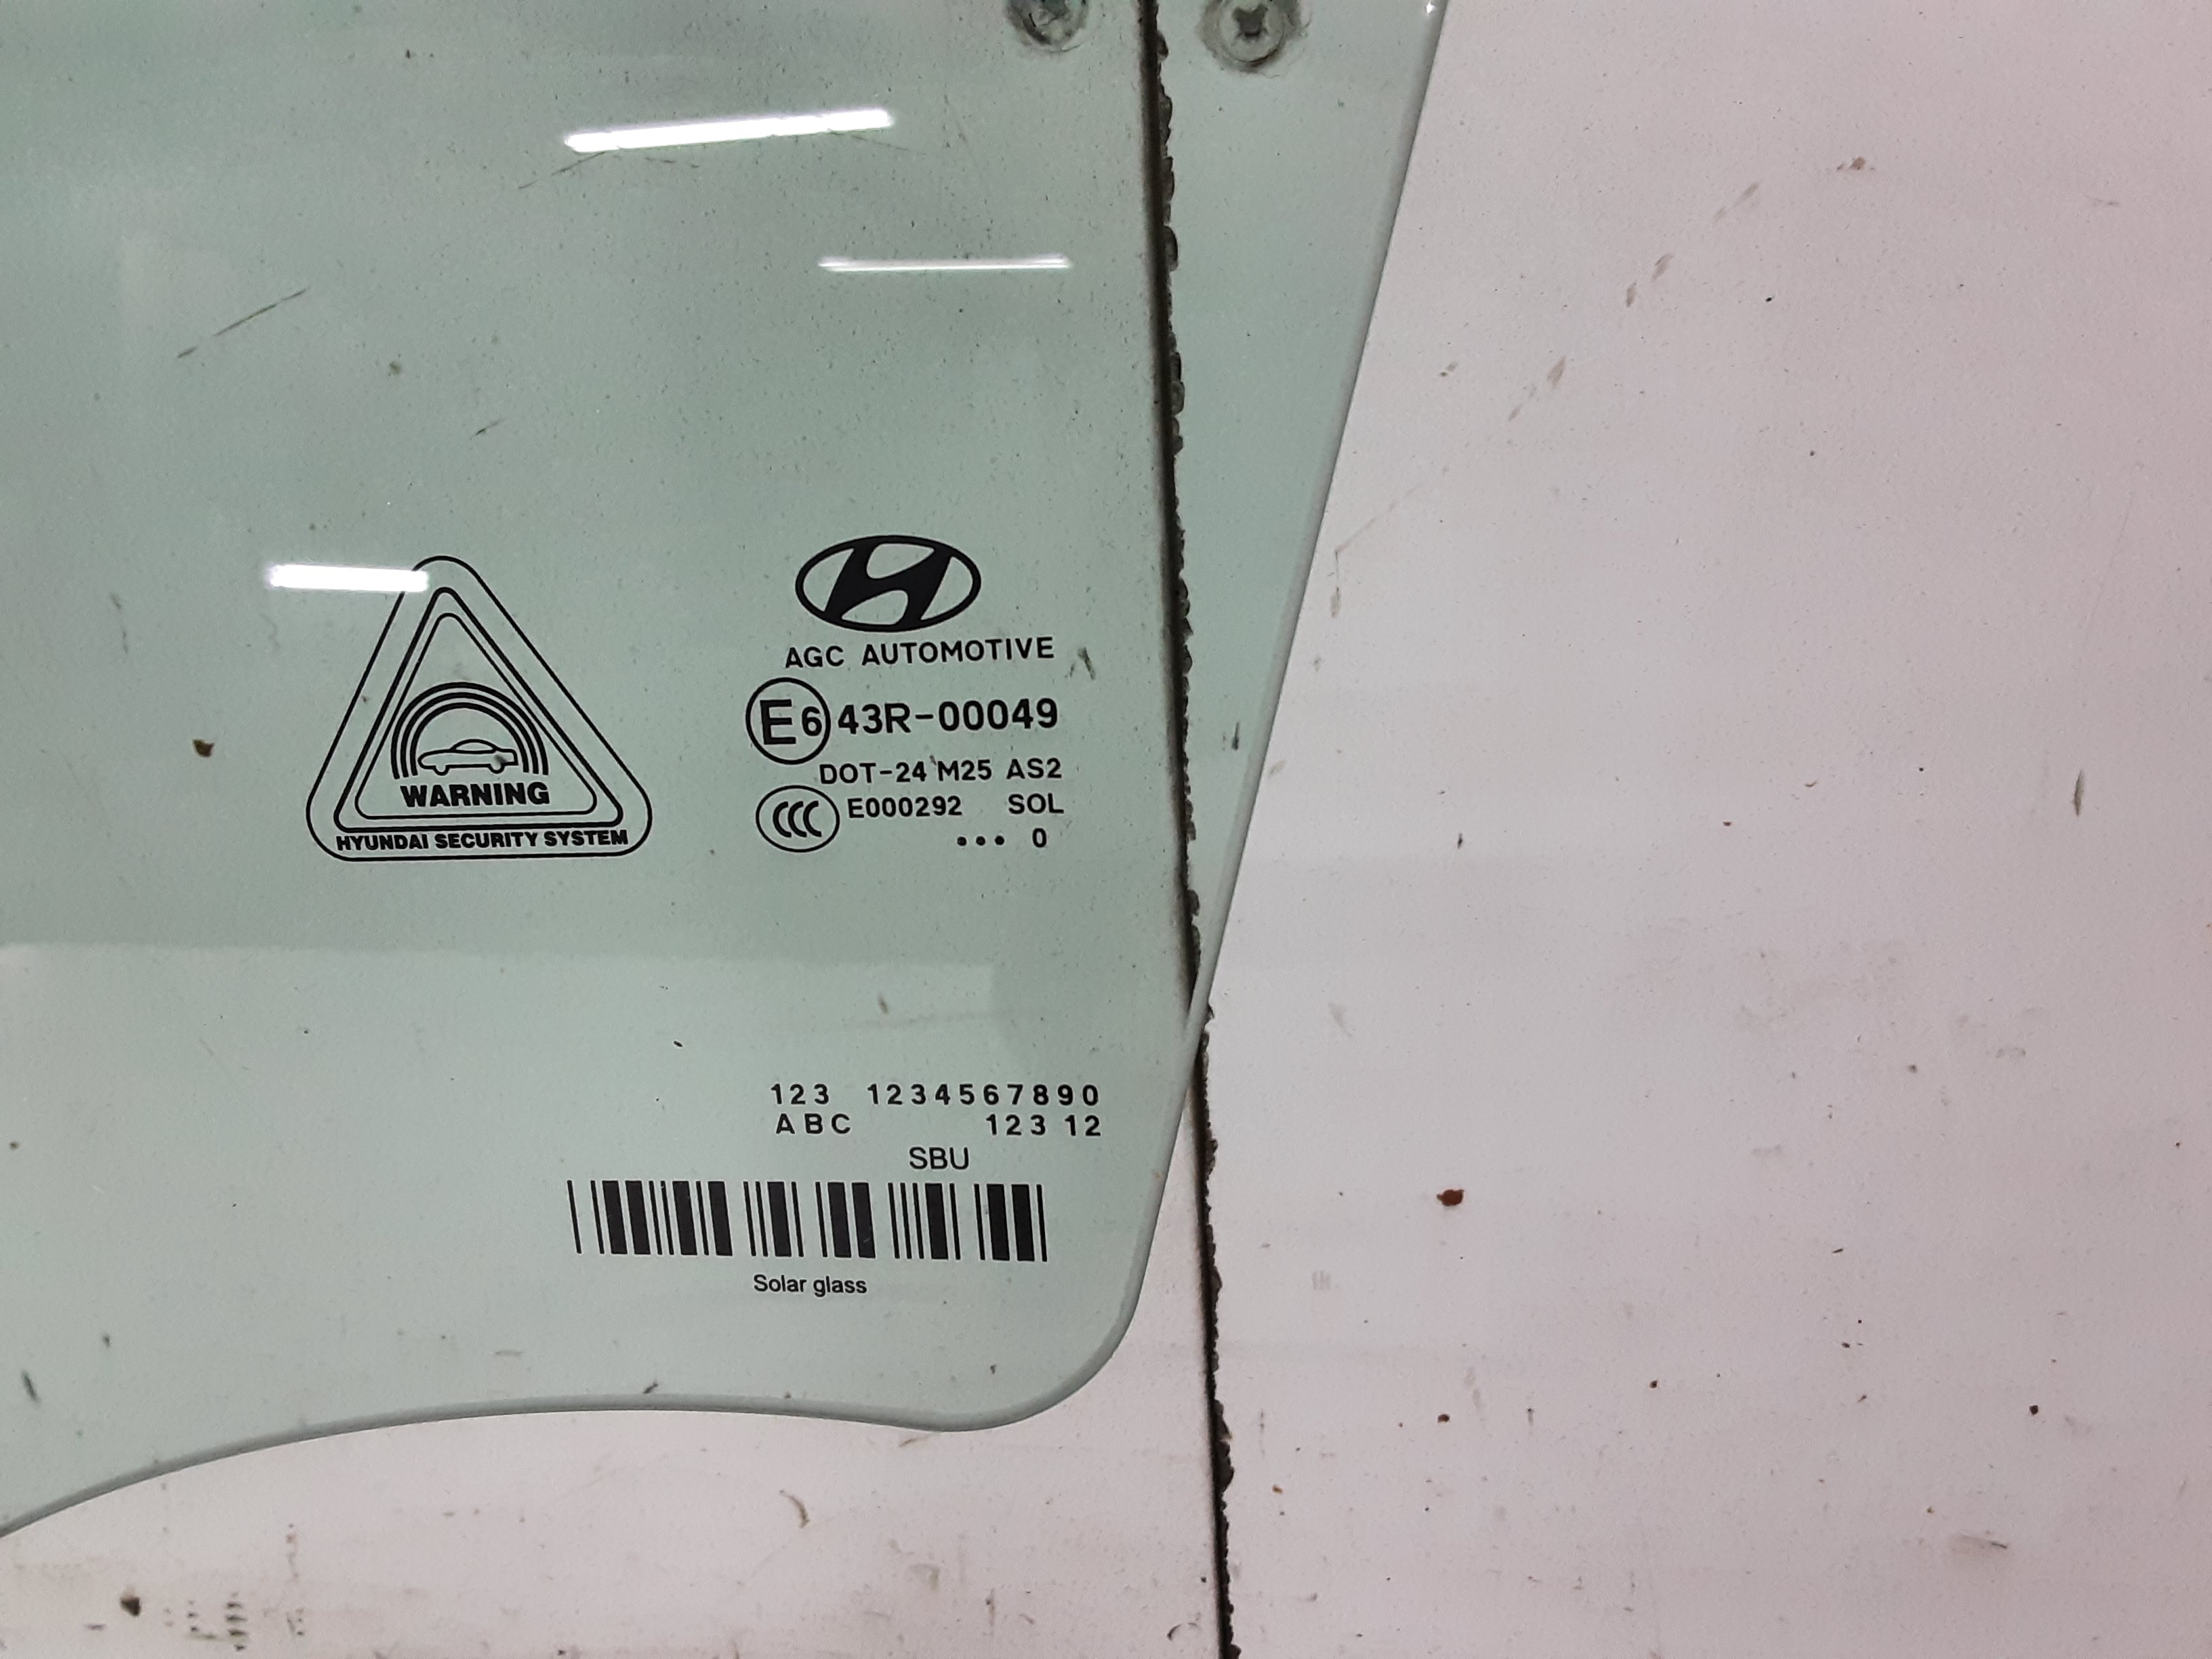 WARNING
HYUNDAI SECURITY SYSTEM
AGC AUTOMOTIVE
E6 43R-00049
DOT-24 M25 AS2
CCC E000292 SOL
... 0
123 1234567890
ABC 123 12
SBU
Solar glass